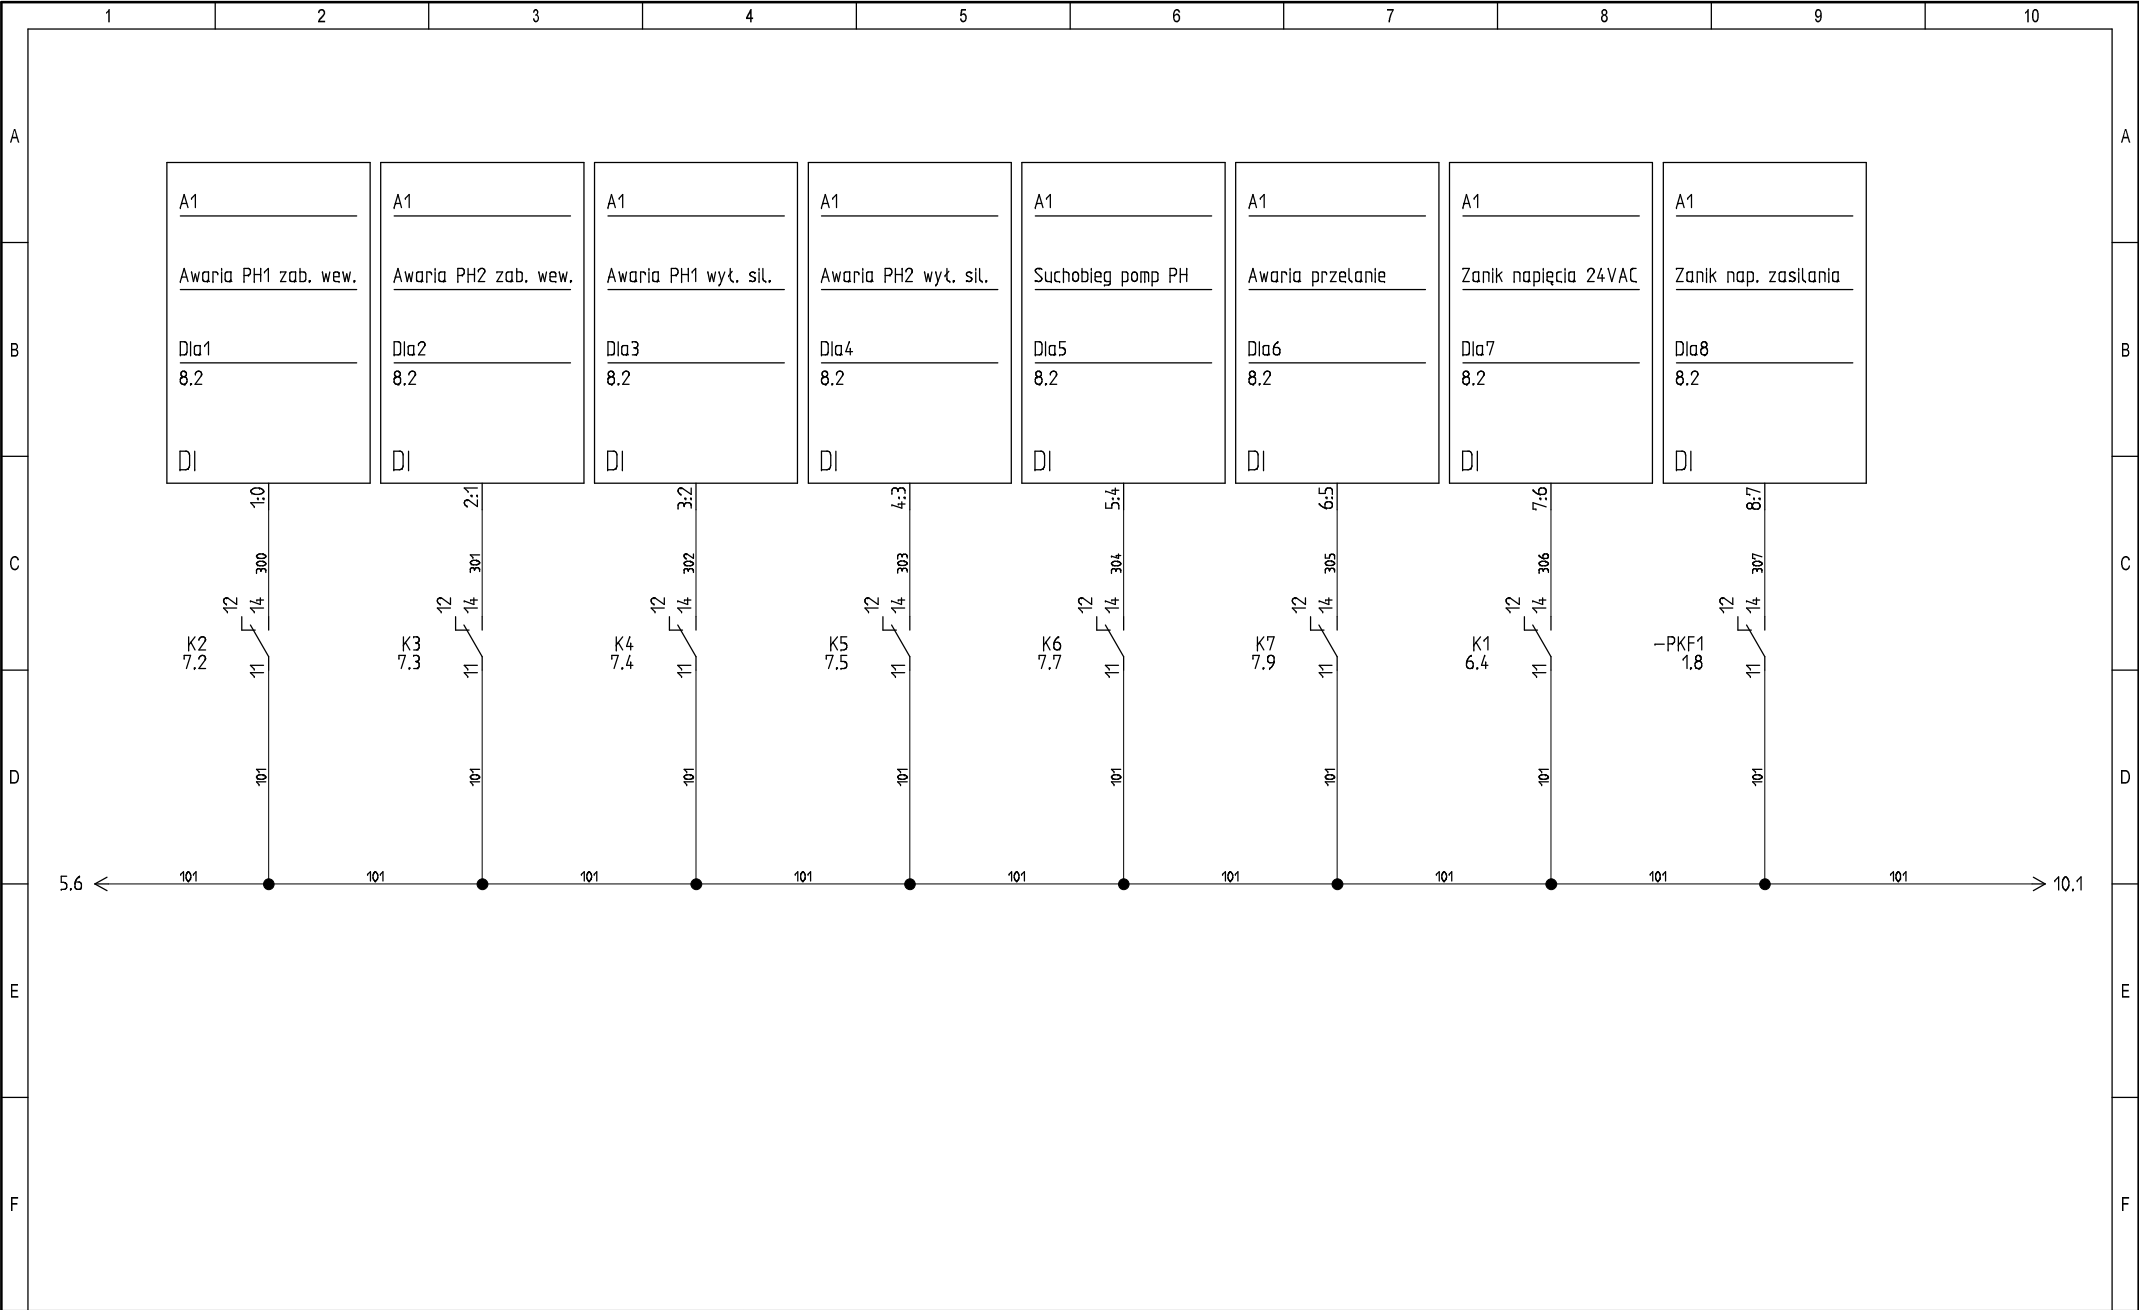 1 2 3 4 5 6 7 8 9 10
A A
A1 A1 A1 A1 A1 A1 A1 A1
Awaria PH1 zab. wew. Awaria PH2 zab. wew. Awaria PH1 wył. sil. Awaria PH2 wył. sil. Suchobieg pomp PH Awaria przelanie Zanik napięcia 24VAC Zanik nap. zasilania
B B
DIa1 DIa2 DIa3 DIa4 DIa5 DIa6 DIa7 DIa8
8.2 8.2 8.2 8.2 8.2 8.2 8.2 8.2
DI DI DI DI DI DI DI DI
1:0 2:1 3:2 4:3 5:4 6:5 7:6 8:7
C C
300 301 302 303 304 305 306 307
12 14 12 14 12 14 12 14 12 14 12 14 12 14 12 14
K2 K3 K4 K5 K6 K7 K1 -PKF1
7.2 7.3 7.4 7.5 7.7 7.9 6.4 1.8
11 11 11 11 11 11 11 11
D D
101 101 101 101 101 101 101 101
5.6 101 101 101 101 101 101 101 101 101 10.1
E E
F F